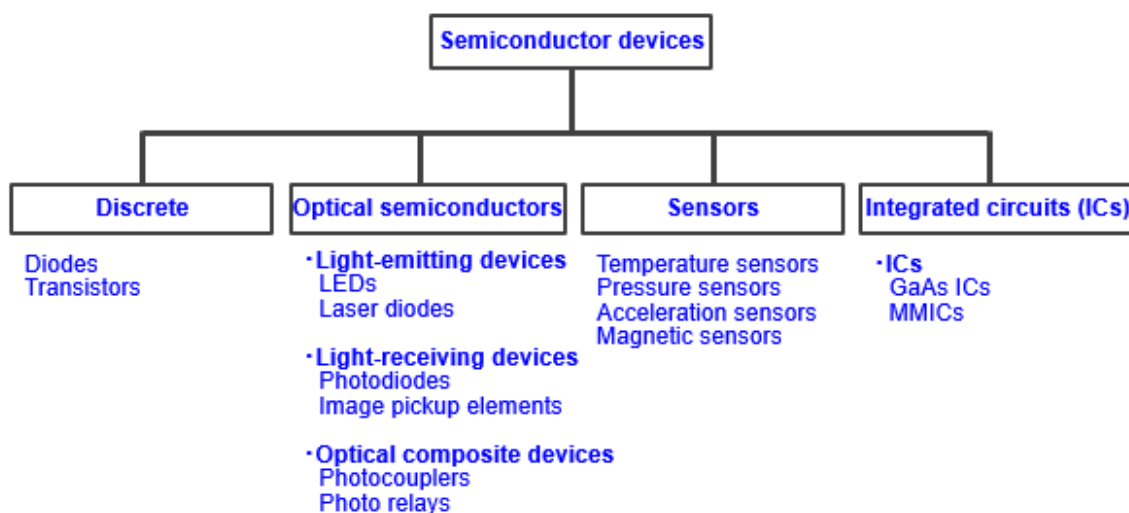 Semiconductor devices
Discrete
Diodes
Transistors
Optical semiconductors
・Light-emitting devices
LEDs
Laser diodes
・Light-receiving devices
Photodiodes
Image pickup elements
・Optical composite devices
Photocouplers
Photo relays
Sensors
Temperature sensors
Pressure sensors
Acceleration sensors
Magnetic sensors
Integrated circuits (ICs)
・ICs
GaAs ICs
MMICs